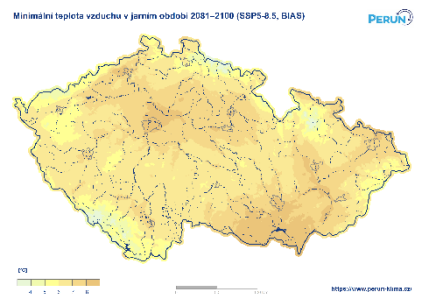 Minimální teplota vzduchu v jarním období 2081–2100 (SSP5-8.5, BIAS)
PERUN
[°C]
https://www.perun-klima.cz/